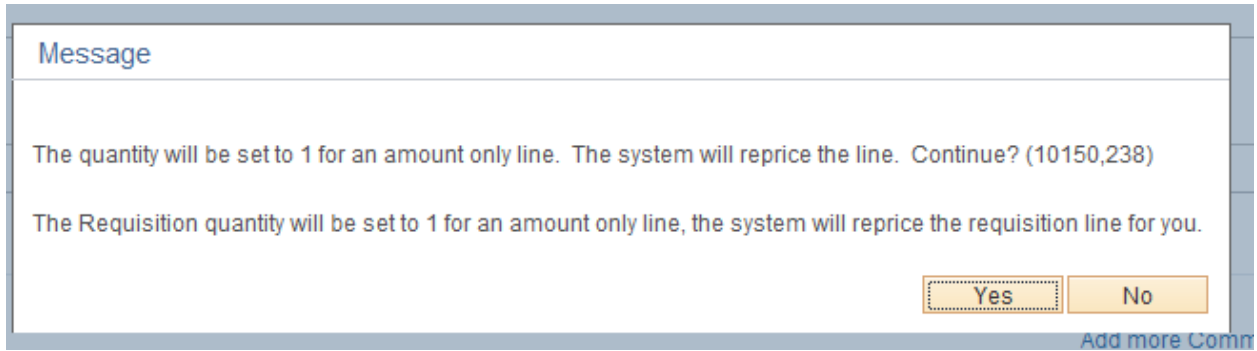 Message
The quantity will be set to 1 for an amount only line.  The system will reprice the line.  Continue? (10150,238)
The Requisition quantity will be set to 1 for an amount only line, the system will reprice the requisition line for you.
Yes No
Add more